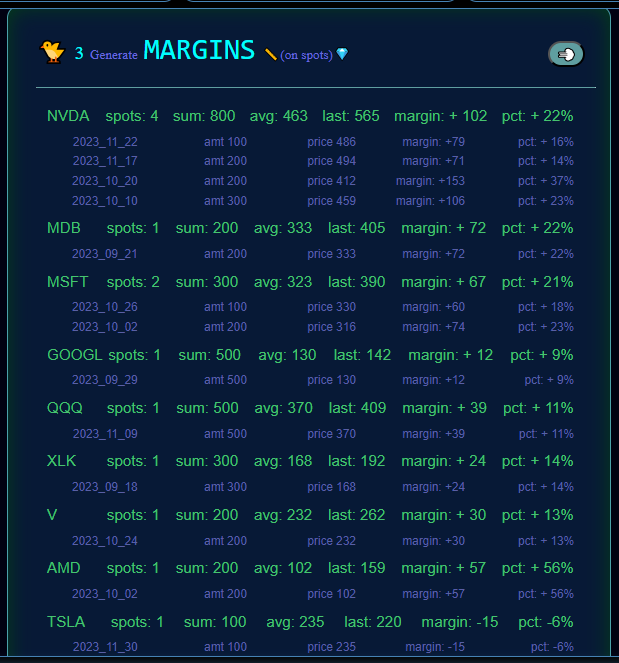 3 Generate MARGINS (on spots)
NVDA spots: 4 sum: 800 avg: 463 last: 565 margin: + 102 pct: + 22%
2023_11_22 amt 100 price 486 margin: +79 pct: + 16%
2023_11_17 amt 200 price 494 margin: +71 pct: + 14%
2023_10_20 amt 200 price 412 margin: +153 pct: + 37%
2023_10_10 amt 300 price 459 margin: +106 pct: + 23%
MDB spots: 1 sum: 200 avg: 333 last: 405 margin: + 72 pct: + 22%
2023_09_21 amt 200 price 333 margin: +72 pct: + 22%
MSFT spots: 2 sum: 300 avg: 323 last: 390 margin: + 67 pct: + 21%
2023_10_26 amt 100 price 330 margin: +60 pct: + 18%
2023_10_02 amt 200 price 316 margin: +74 pct: + 23%
GOOGL spots: 1 sum: 500 avg: 130 last: 142 margin: + 12 pct: + 9%
2023_09_29 amt 500 price 130 margin: +12 pct: + 9%
QQQ spots: 1 sum: 500 avg: 370 last: 409 margin: + 39 pct: + 11%
2023_11_09 amt 500 price 370 margin: +39 pct: + 11%
XLK spots: 1 sum: 300 avg: 168 last: 192 margin: + 24 pct: + 14%
2023_09_18 amt 300 price 168 margin: +24 pct: + 14%
V spots: 1 sum: 200 avg: 232 last: 262 margin: + 30 pct: + 13%
2023_10_24 amt 200 price 232 margin: +30 pct: + 13%
AMD spots: 1 sum: 200 avg: 102 last: 159 margin: + 57 pct: + 56%
2023_10_02 amt 200 price 102 margin: +57 pct: + 56%
TSLA spots: 1 sum: 100 avg: 235 last: 220 margin: -15 pct: -6%
2023_11_30 amt 100 price 235 margin: -15 pct: -6%